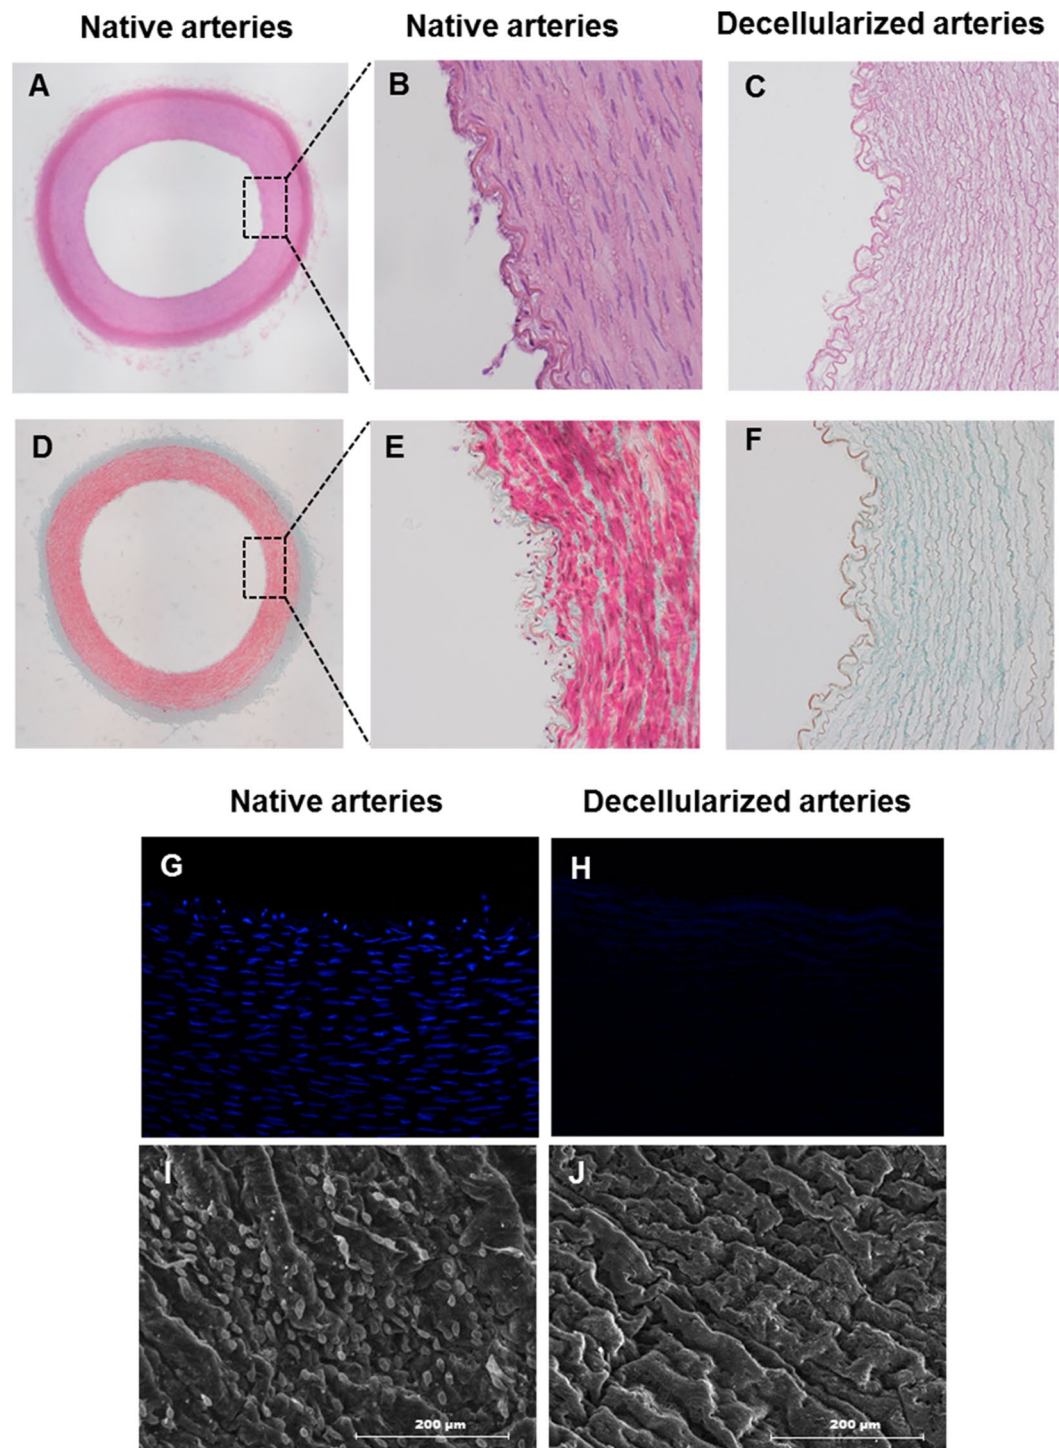 Native arteries
Native arteries
Decellularized arteries
A
B
C
D
E
F
Native arteries
Decellularized arteries
G
H
I
J
200 µm
200 µm